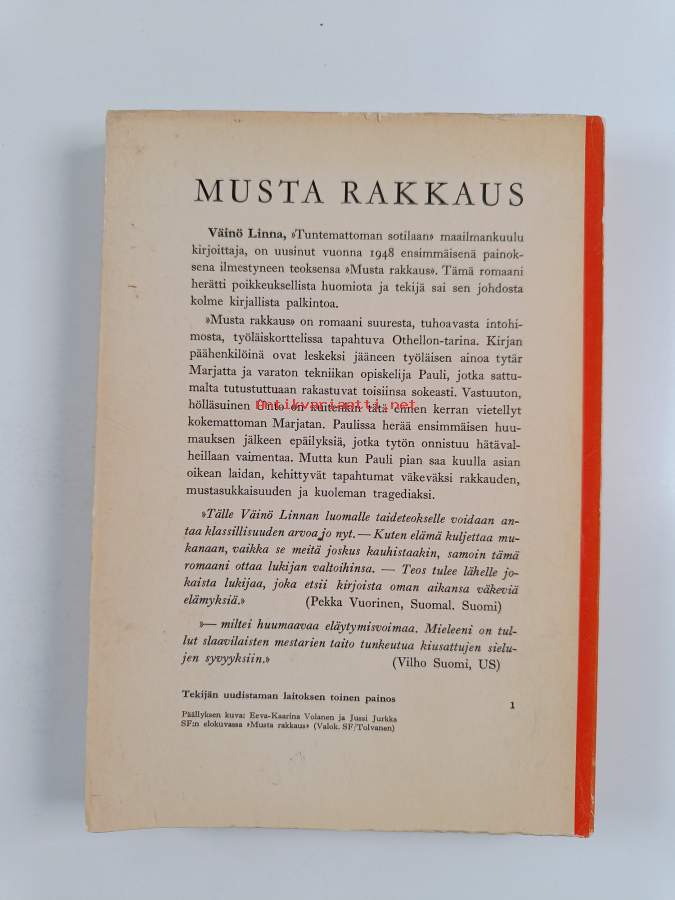 MUSTA RAKKAUS
Väinö Linna, »Tuntemattoman sotilaan» maailmankuulu
kirjoittaja, on uusinut vuonna 1948 ensimmäisenä painok-
sena ilmestyneen teoksensa »Musta rakkaus». Tämä romaani
herätti poikkeuksellista huomiota ja tekijä sai sen johdosta
kolme kirjallista palkintoa.
»Musta rakkaus» on romaani suuresta, tuhoavasta intohi-
mosta, työläiskorttelissa tapahtuva Othellon-tarina. Kirjan
päähenkilöinä ovat leskeksi jääneen työläisen ainoa tytär
Marjatta ja varaton tekniikan opiskelija Pauli, jotka sattu-
malta tutustuttuaan rakastuvat toisiinsa sokeasti. Vastuuton,
hölläsuinen on kuitenkin tätä ennen kerran vietellyt
antikvariaatti.net
kokemattoman Marjatan. Paulissa herää ensimmäisen huu-
mauksen jälkeen epäilyksiä, jotka tytön onnistuu hätäval-
heillaan vaimentaa. Mutta kun Pauli pian saa kuulla asian
oikean laidan, kehittyvät tapahtumat väkeväksi rakkauden,
mustasukkaisuuden ja kuoleman tragediaksi.
»Tälle Väinö Linnan luomalle taideteokselle voidaan an-
taa klassillisuuden arvoa jo nyt. — Kuten elämä kuljettaa mu-
kanaan, vaikka se meitä joskus kauhistaakin, samoin tämä
romaani ottaa lukijan valtoihinsa. — Teos tulee lähelle jo-
kaista lukijaa, joka etsii kirjoista oman aikansa väkeviä
elämyksiä.» (Pekka Vuorinen, Suomal. Suomi)
»— miltei huumaavaa eläytymisvoimaa. Mieleeni on tul-
lut slaavilaisten mestarien taito tunkeutua kiusattujen sielu-
jen syvyyksiin.» (Vilho Suomi, US)
Tekijän uudistaman laitoksen toinen painos
1
Päällyksen kuva: Eeva-Kaarina Volanen ja Jussi Jurkka
SF:n elokuvassa »Musta rakkaus» (Valok. SF/Tolvanen)